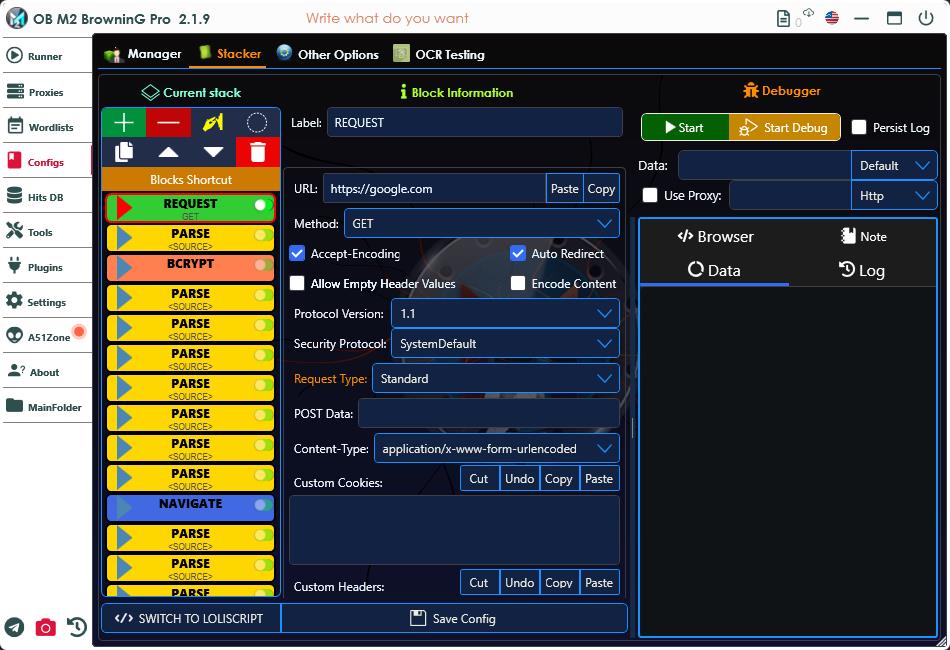 OB M2 BrowninG Pro 2.1.9
Write what do you want
0
Runner
Proxies
Wordlists
Configs
Hits DB
Tools
Plugins
Settings
A51Zone
About
MainFolder
Manager
Stacker
Other Options
OCR Testing
Current stack
Blocks Shortcut
REQUEST
GET
PARSE
<SOURCE>
BCRYPT
PARSE
<SOURCE>
PARSE
<SOURCE>
PARSE
<SOURCE>
PARSE
<SOURCE>
PARSE
<SOURCE>
PARSE
<SOURCE>
PARSE
<SOURCE>
NAVIGATE
PARSE
<SOURCE>
PARSE
<SOURCE>
PARSE
SWITCH TO LOLISCRIPT
Block Information
Label: REQUEST
URL: https://google.com Paste Copy
Method: GET
Accept-Encoding Auto Redirect
Allow Empty Header Values Encode Content
Protocol Version: 1.1
Security Protocol: SystemDefault
Request Type: Standard
POST Data:
Content-Type: application/x-www-form-urlencoded
Custom Cookies: Cut Undo Copy Paste
Custom Headers: Cut Undo Copy Paste
Save Config
Debugger
Start Start Debug Persist Log
Data: Default
Use Proxy: Http
Browser Note
Data Log